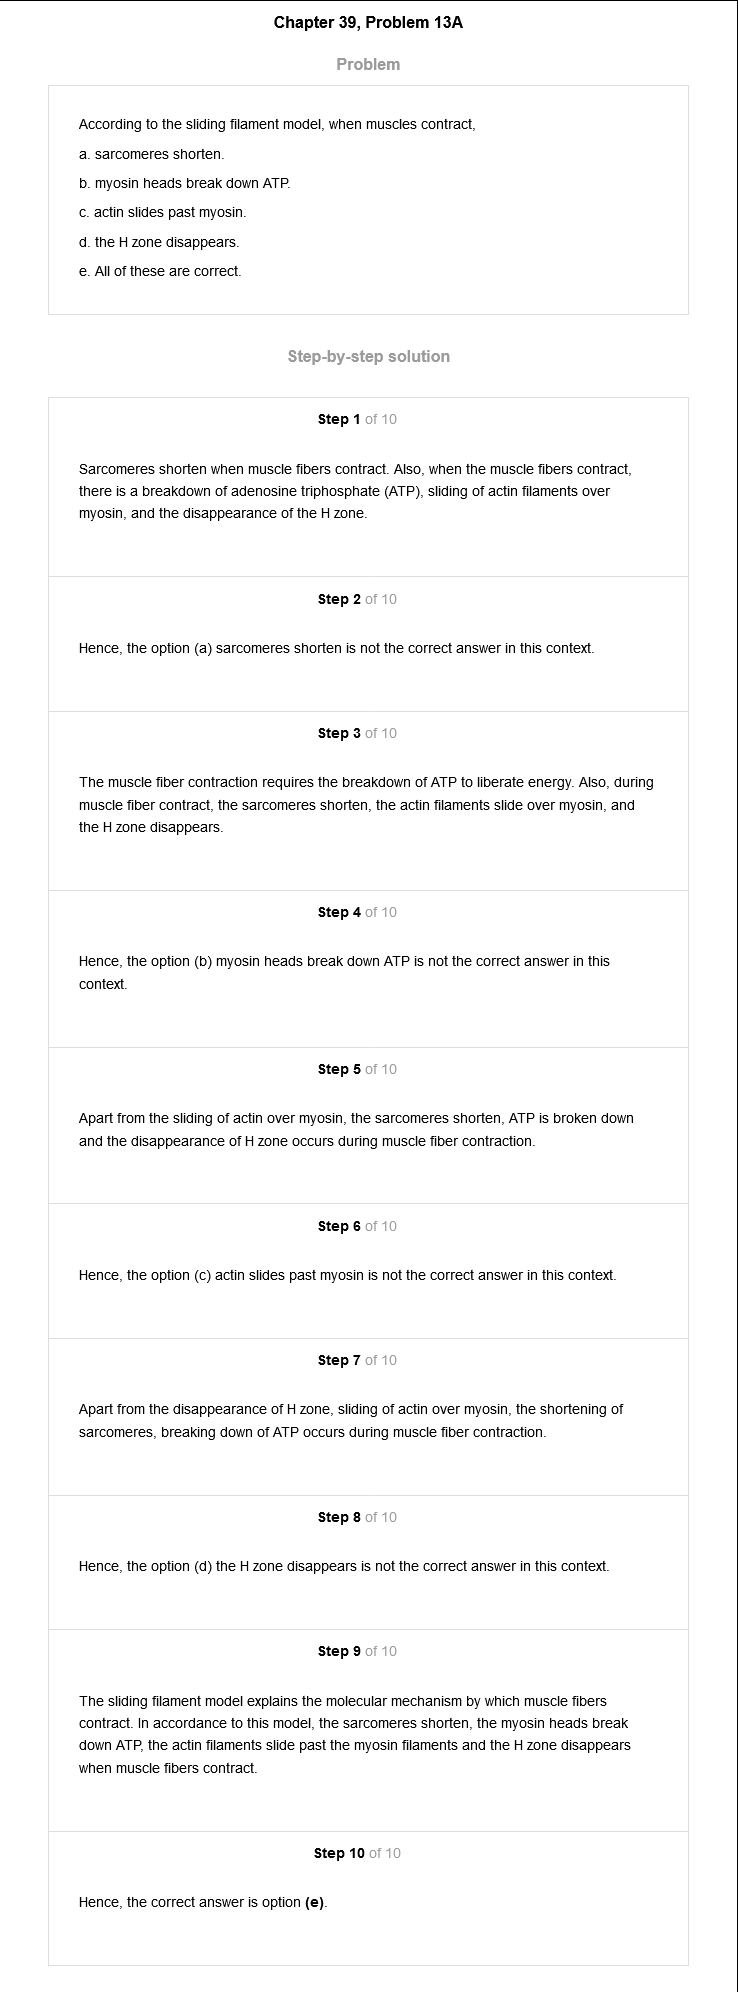 Chapter 39, Problem 13A
Problem
According to the sliding filament model, when muscles contract,
a. sarcomeres shorten.
b. myosin heads break down ATP.
c. actin slides past myosin.
d. the H zone disappears.
e. All of these are correct.
Step-by-step solution
Step 1 of 10
Sarcomeres shorten when muscle fibers contract. Also, when the muscle fibers contract,
there is a breakdown of adenosine triphosphate (ATP), sliding of actin filaments over
myosin, and the disappearance of the H zone.
Step 2 of 10
Hence, the option (a) sarcomeres shorten is not the correct answer in this context.
Step 3 of 10
The muscle fiber contraction requires the breakdown of ATP to liberate energy. Also, during
muscle fiber contract, the sarcomeres shorten, the actin filaments slide over myosin, and
the H zone disappears.
Step 4 of 10
Hence, the option (b) myosin heads break down ATP is not the correct answer in this
context.
Step 5 of 10
Apart from the sliding of actin over myosin, the sarcomeres shorten, ATP is broken down
and the disappearance of H zone occurs during muscle fiber contraction.
Step 6 of 10
Hence, the option (c) actin slides past myosin is not the correct answer in this context.
Step 7 of 10
Apart from the disappearance of H zone, sliding of actin over myosin, the shortening of
sarcomeres, breaking down of ATP occurs during muscle fiber contraction.
Step 8 of 10
Hence, the option (d) the H zone disappears is not the correct answer in this context.
Step 9 of 10
The sliding filament model explains the molecular mechanism by which muscle fibers
contract. In accordance to this model, the sarcomeres shorten, the myosin heads break
down ATP, the actin filaments slide past the myosin filaments and the H zone disappears
when muscle fibers contract.
Step 10 of 10
Hence, the correct answer is option (e).